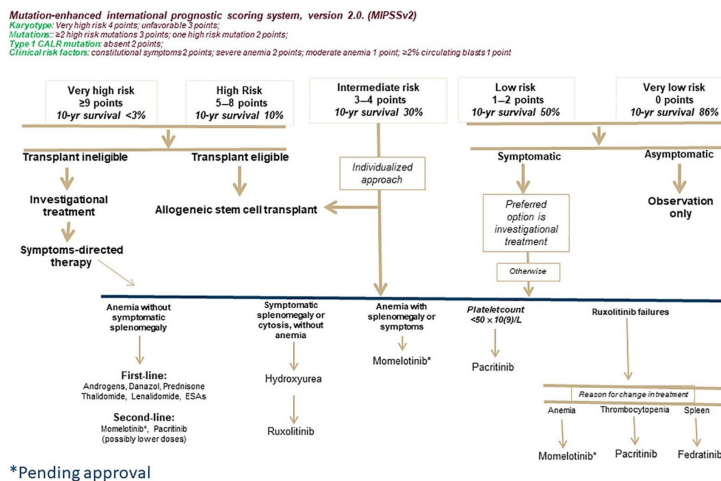 Mutation-enhanced international prognostic scoring system, version 2.0. (MIPSSv2)
Karyotype: Very high risk 4 points; unfavorable 3 points;
Mutations:: ≥2 high risk mutations 3 points; one high risk mutation 2 points;
Type 1 CALR mutation: absent 2 points;
Clinical risk factors: constitutional symptoms 2 points; severe anemia 2 points; moderate anemia 1 point; ≥2% circulating blasts 1 point
Very high risk
≥9 points
10-yr survival <3%
High Risk
5–8 points
10-yr survival 10%
Intermediate risk
3–4 points
10-yr survival 30%
Low risk
1–2 points
10-yr survival 50%
Very low risk
0 points
10-yr survival 86%
Transplant ineligible
Transplant eligible
Individualized
approach
Symptomatic
Asymptomatic
Investigational
treatment
Allogeneic stem cell transplant
Preferred
option is
investigational
treatment
Observation
only
Symptoms-directed
therapy
Otherwise
Anemia without
symptomatic
splenomegaly
Symptomatic
splenomegaly or
cytosis, without
anemia
Anemia with
splenomegaly or
symptoms
Plateletcount
<50 × 10(9)/L
Ruxolitinib failures
First-line:
Androgens, Danazol, Prednisone
Thalidomide, Lenalidomide, ESAs
Second-line:
Momelotinib*, Pacritinib
(possibly lower doses)
Hydroxyurea
Ruxolitinib
Momelotinib*
Pacritinib
Reason for change in treatment
Anemia
Thrombocytopenia
Spleen
Momelotinib*
Pacritinib
Fedratinib
*Pending approval